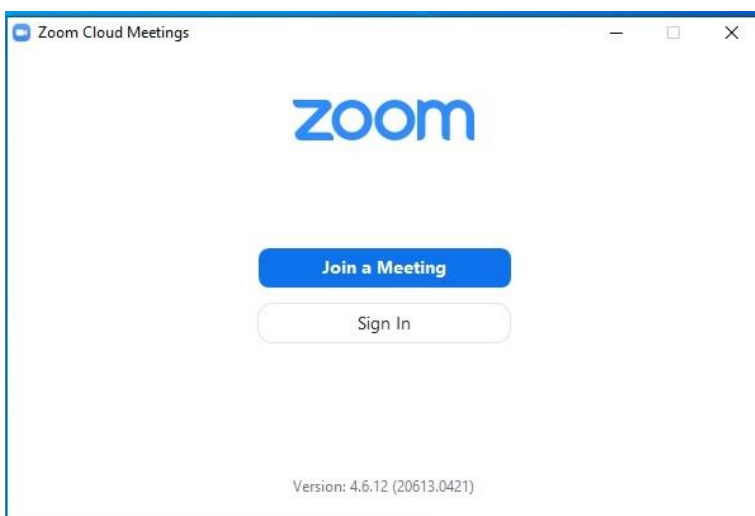 Zoom Cloud Meetings
zoom
Join a Meeting
Sign In
Version: 4.6.12 (20613.0421)